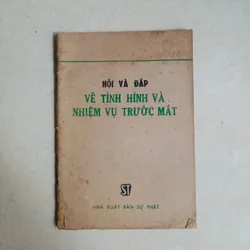 HỎI VÀ ĐÁP
VỀ TÌNH HÌNH VÀ
NHIỆM VỤ TRƯỚC MẮT
ST
NHÀ XUẤT BẢN SỰ THẬT